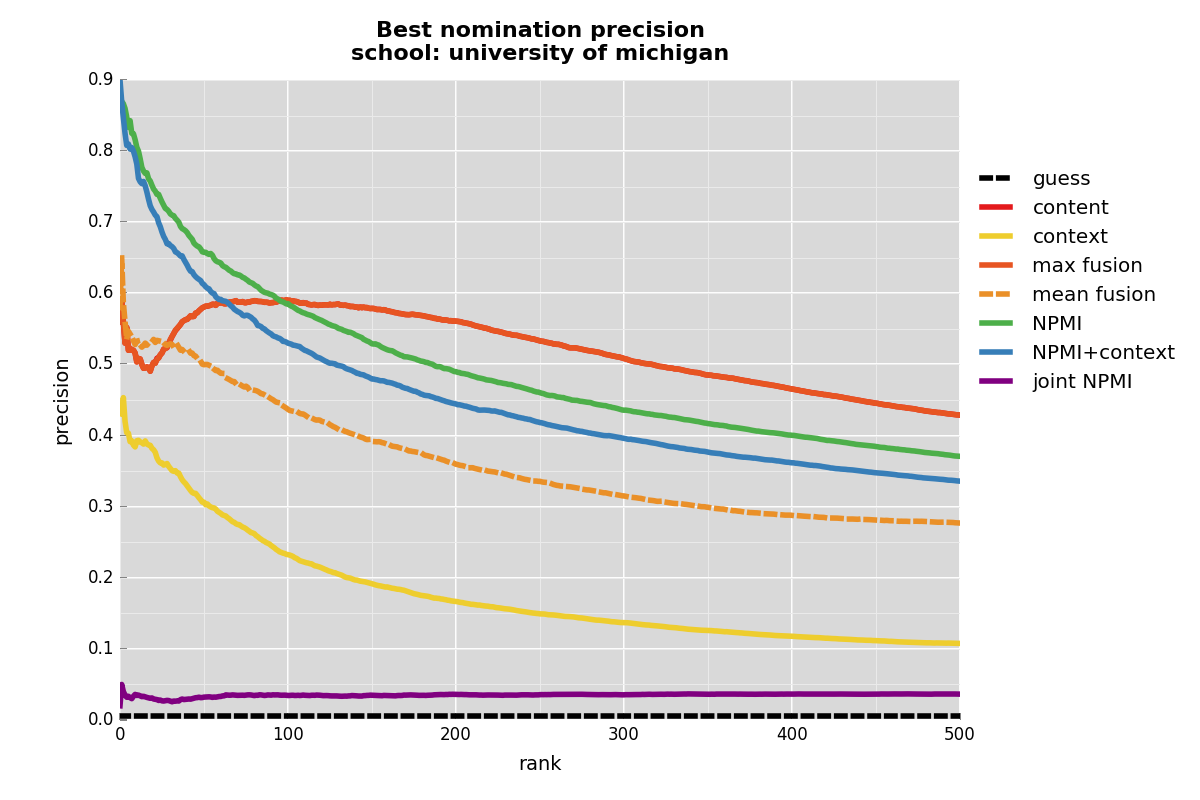 Best nomination precision
school: university of michigan
precision
0.9
0.8
0.7
0.6
0.5
0.4
0.3
0.2
0.1
0.0
0 100 200 300 400 500
rank
guess
content
context
max fusion
mean fusion
NPMI
NPMI+context
joint NPMI